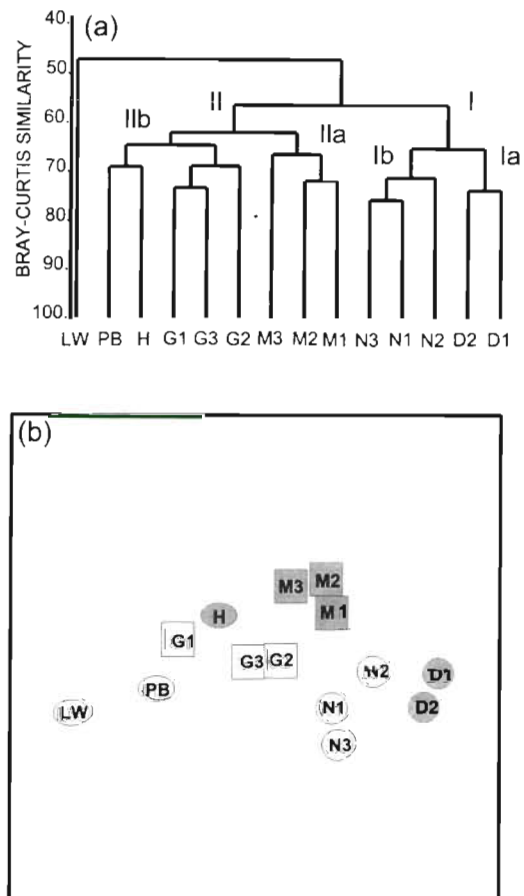 (a)
BRAY-CURTIS SIMILARITY
40.
50.
60.
70.
80.
90.
100.
II
I
IIb
IIa
Ib
Ia
LW PB H G1 G3 G2 M3 M2 M1 N3 N1 N2 D2 D1
(b)
M3 M2
H M1
G1
G3 G2
N2 D1
PB
LW N1 D2
N3